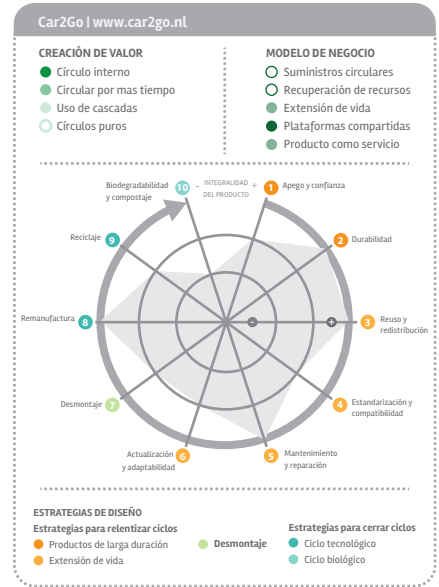 Car2Go | www.car2go.nl
CREACIÓN DE VALOR
Círculo interno
Circular por mas tiempo
Uso de cascadas
Círculos puros
MODELO DE NEGOCIO
Suministros circulares
Recuperación de recursos
Extensión de vida
Plataformas compartidas
Producto como servicio
Biodegradabilidad
y compostaje
10
- INTEGRALIDAD +
DEL PRODUCTO
1 Apego y confianza
Reciclaje 9
2 Durabilidad
Remanufactura 8
- +
3 Reuso y
redistribución
Desmontaje 7
4 Estandarización y
compatibilidad
Actualización
y adaptabilidad
6
5 Mantenimiento
y reparación
ESTRATEGIAS DE DISEÑO
Estrategias para relentizar ciclos
Productos de larga duración
Extensión de vida
Desmontaje
Estrategias para cerrar ciclos
Ciclo tecnológico
Ciclo biológico